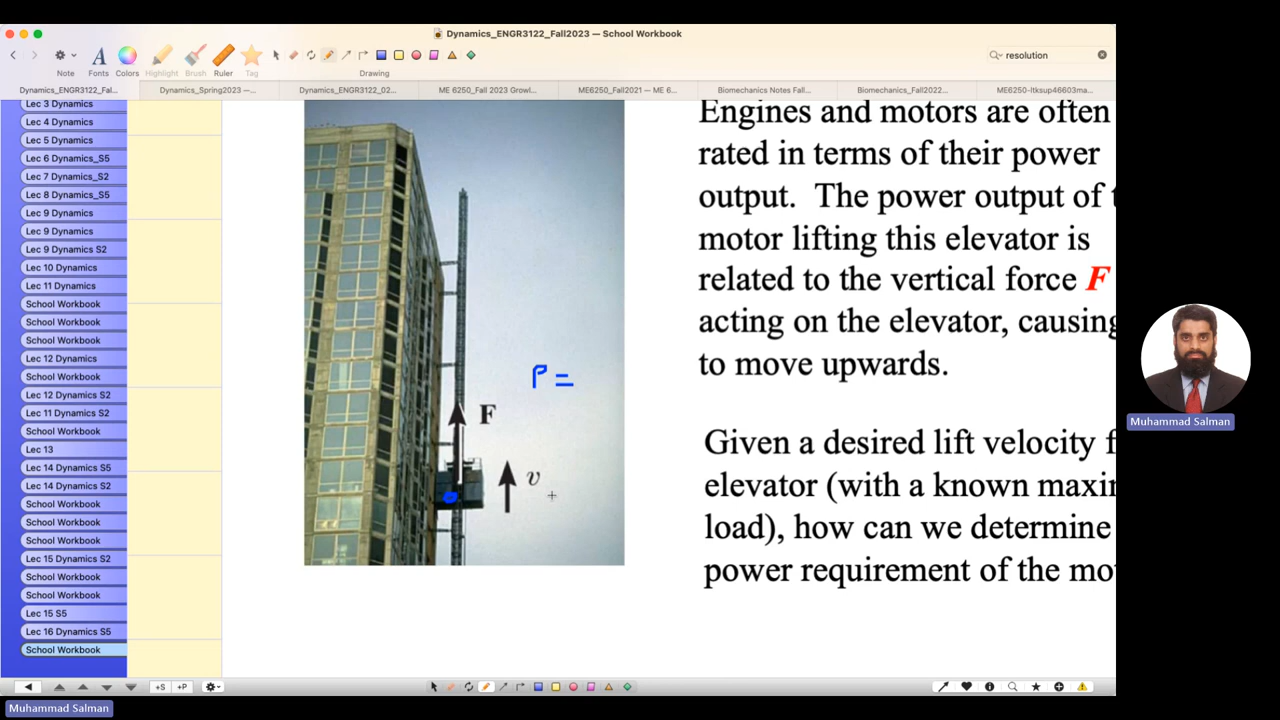 Dynamics_ENGR3122_Fall2023 — School Workbook
Note
Fonts
Colors
Highlight
Brush
Ruler
Tag
Drawing
resolution
Dynamics_ENGR3122_Fal...
Dynamics_Spring2023 —...
Dynamics_ENGR3122_02...
ME 6250_Fall 2023 Growl...
ME6250_Fall2021 — ME 6...
Biomechanics Notes Fall...
Biomechanics_Fall2022...
ME6250-ltksup46603ma...
Lec 3 Dynamics
Lec 4 Dynamics
Lec 5 Dynamics
Lec 6 Dynamics_S5
Lec 7 Dynamics_S2
Lec 8 Dynamics_S5
Lec 9 Dynamics
Lec 9 Dynamics
Lec 9 Dynamics S2
Lec 10 Dynamics
Lec 11 Dynamics
School Workbook
School Workbook
School Workbook
Lec 12 Dynamics
School Workbook
Lec 12 Dynamics S2
Lec 11 Dynamics S2
School Workbook
Lec 13
Lec 14 Dynamics S5
Lec 14 Dynamics S2
School Workbook
School Workbook
School Workbook
Lec 15 Dynamics S2
School Workbook
School Workbook
Lec 15 S5
Lec 16 Dynamics S5
School Workbook
P =
F
v
Engines and motors are often
rated in terms of their power
output. The power output of t
motor lifting this elevator is
related to the vertical force F
acting on the elevator, causing
to move upwards.
Given a desired lift velocity f
elevator (with a known maxi
load), how can we determine
power requirement of the mo
+S
+P
Muhammad Salman
Muhammad Salman